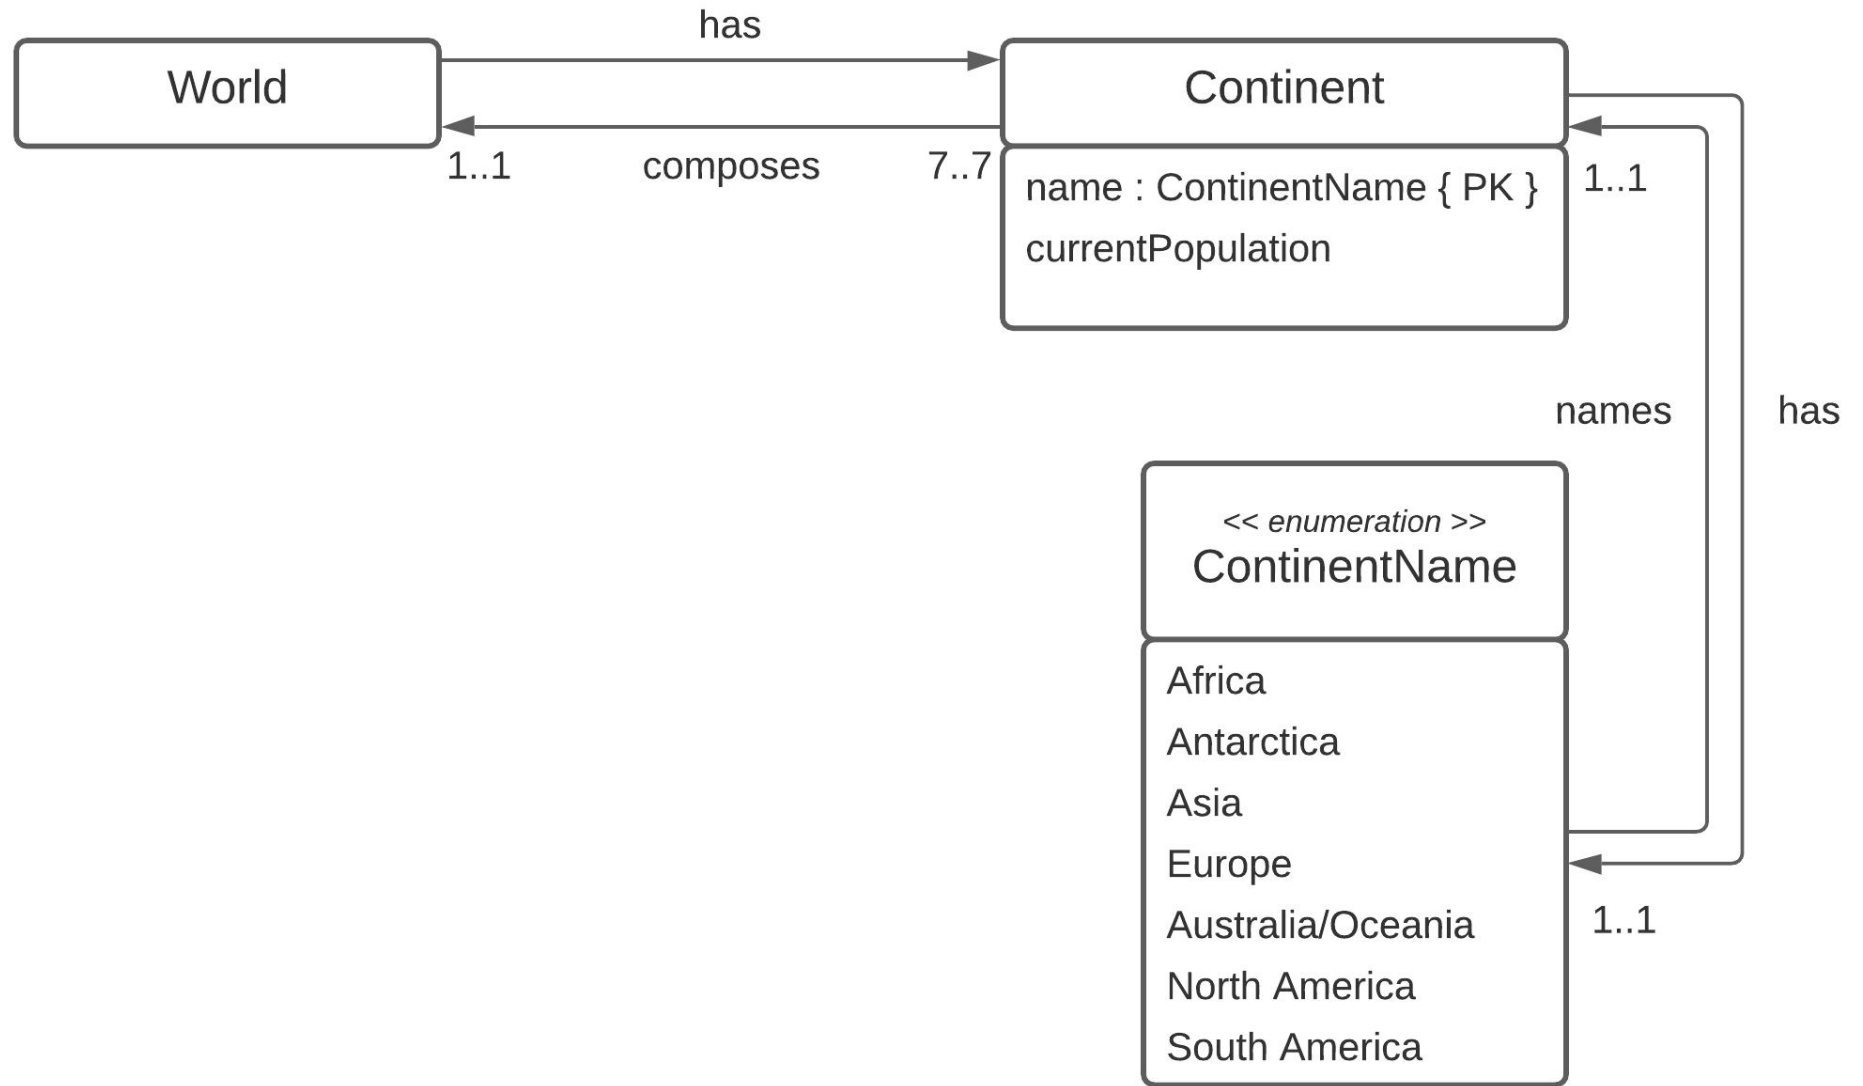 has
World
Continent
1..1
composes
7..7
name : ContinentName { PK }
1..1
currentPopulation
names
has
<< enumeration >>
ContinentName
Africa
Antarctica
Asia
Europe
Australia/Oceania
1..1
North America
South America